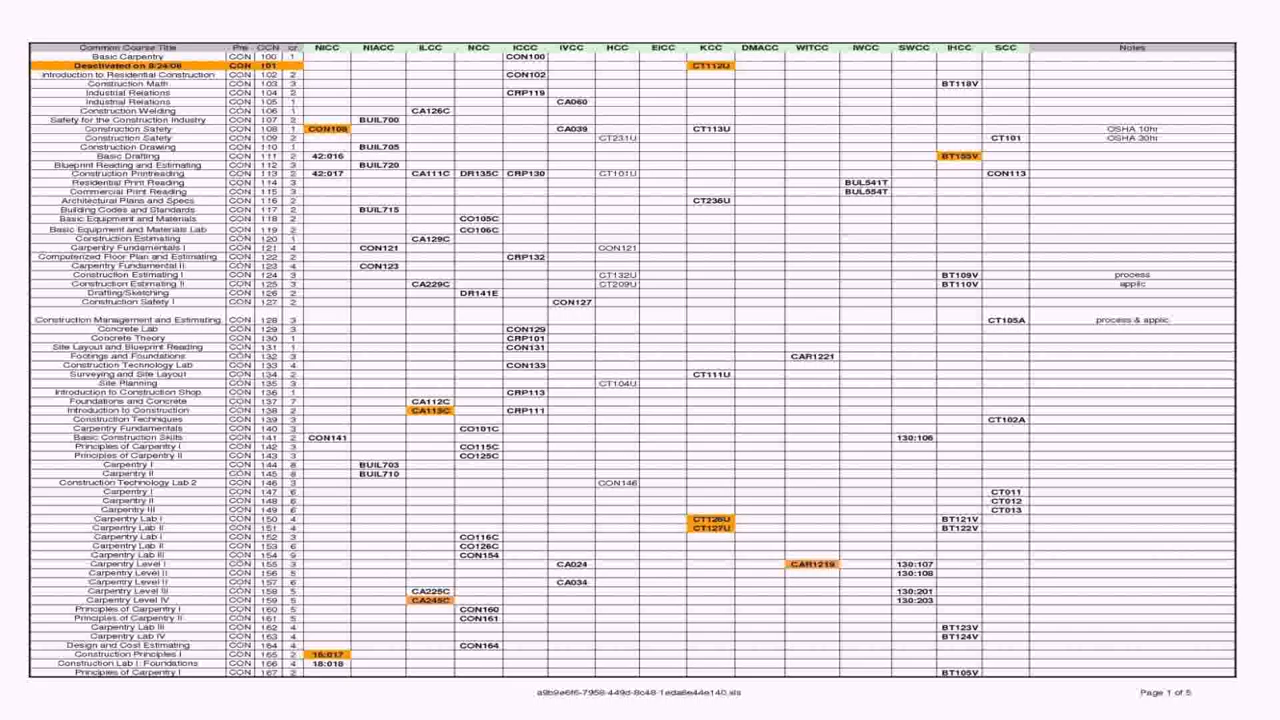 Common Course Title Pre CCN cr. NICC NIACC ILCC NCC ICCC IVCC HCC EICC KCC DMACC WITCC IWCC SWCC IHCC SCC Notes
Basic Carpentry CON 100 1 CON100
Deactivated on 8/24/06 CON 101 CT112U
Introduction to Residential Construction CON 102 2 CON102
Construction Math CON 103 3 BT118V
Industrial Relations CON 104 2 CRP119
Industrial Relations CON 105 1 CA060
Construction Welding CON 106 1 CA126C
Safety for the Construction Industry CON 107 2 BUIL700
Construction Safety CON 108 1 CON108 CA039 CT113U OSHA 10hr
Construction Safety CON 109 2 CT231U CT101 OSHA 30hr
Construction Drawing CON 110 1 BUIL705
Basic Drafting CON 111 2 42:016 BT155V
Blueprint Reading and Estimating CON 112 3 BUIL720
Construction Printreading CON 113 2 42:017 CA111C DR135C CRP130 CT101U CON113
Residential Print Reading CON 114 3 BUL541T
Commercial Print Reading CON 115 3 BUL554T
Architectural Plans and Specs CON 116 2 CT236U
Building Codes and Standards CON 117 2 BUIL715
Basic Equipment and Materials CON 118 2 CO105C
Basic Equipment and Materials Lab CON 119 2 CO106C
Construction Estimating CON 120 1 CA129C
Carpentry Fundamentals I CON 121 4 CON121 CON121
Computerized Floor Plan and Estimating CON 122 2 CRP132
Carpentry Fundamental II CON 123 4 CON123
Construction Estimating I CON 124 3 CT132U BT109V process
Construction Estimating II CON 125 3 CA229C CT209U BT110V applic
Drafting/Sketching CON 126 2 DR141E
Construction Safety I CON 127 2 CON127
Construction Management and Estimating CON 128 3 CT105A process & applic
Concrete Lab CON 129 3 CON129
Concrete Theory CON 130 1 CRP101
Site Layout and Blueprint Reading CON 131 1 CON131
Footings and Foundations CON 132 3 CAR1221
Construction Technology Lab CON 133 4 CON133
Surveying and Site Layout CON 134 2 CT111U
Site Planning CON 135 3 CT104U
Introduction to Construction Shop CON 136 1 CRP113
Foundations and Concrete CON 137 7 CA112C
Introduction to Construction CON 138 2 CA113C CRP111
Construction Techniques CON 139 3 CT102A
Carpentry Fundamentals CON 140 3 CO101C
Basic Construction Skills CON 141 2 CON141 130:106
Principles of Carpentry I CON 142 3 CO115C
Principles of Carpentry II CON 143 3 CO125C
Carpentry I CON 144 8 BUIL703
Carpentry II CON 145 8 BUIL710
Construction Technology Lab 2 CON 146 3 CON146
Carpentry I CON 147 6 CT011
Carpentry II CON 148 6 CT012
Carpentry III CON 149 6 CT013
Carpentry Lab I CON 150 4 CT126U BT121V
Carpentry Lab II CON 151 4 CT127U BT122V
Carpentry Lab I CON 152 3 CO116C
Carpentry Lab II CON 153 6 CO126C
Carpentry Lab III CON 154 9 CON154
Carpentry Level I CON 155 3 CA024 CAR1219 130:107
Carpentry Level II CON 156 5 130:108
Carpentry Level II CON 157 6 CA034
Carpentry Level III CON 158 5 CA225C 130:201
Carpentry Level IV CON 159 5 CA245C 130:203
Principles of Carpentry I CON 160 5 CON160
Principles of Carpentry II CON 161 5 CON161
Carpentry Lab III CON 162 4 BT123V
Carpentry Lab IV CON 163 4 BT124V
Design and Cost Estimating CON 164 4 CON164
Construction Principles I CON 165 2 18:017
Construction Lab I: Foundations CON 166 4 18:018
Principles of Carpentry I CON 167 2 BT105V
a9b9e6f6-7958-449d-8c48-1eda6e44e140.xls Page 1 of 5